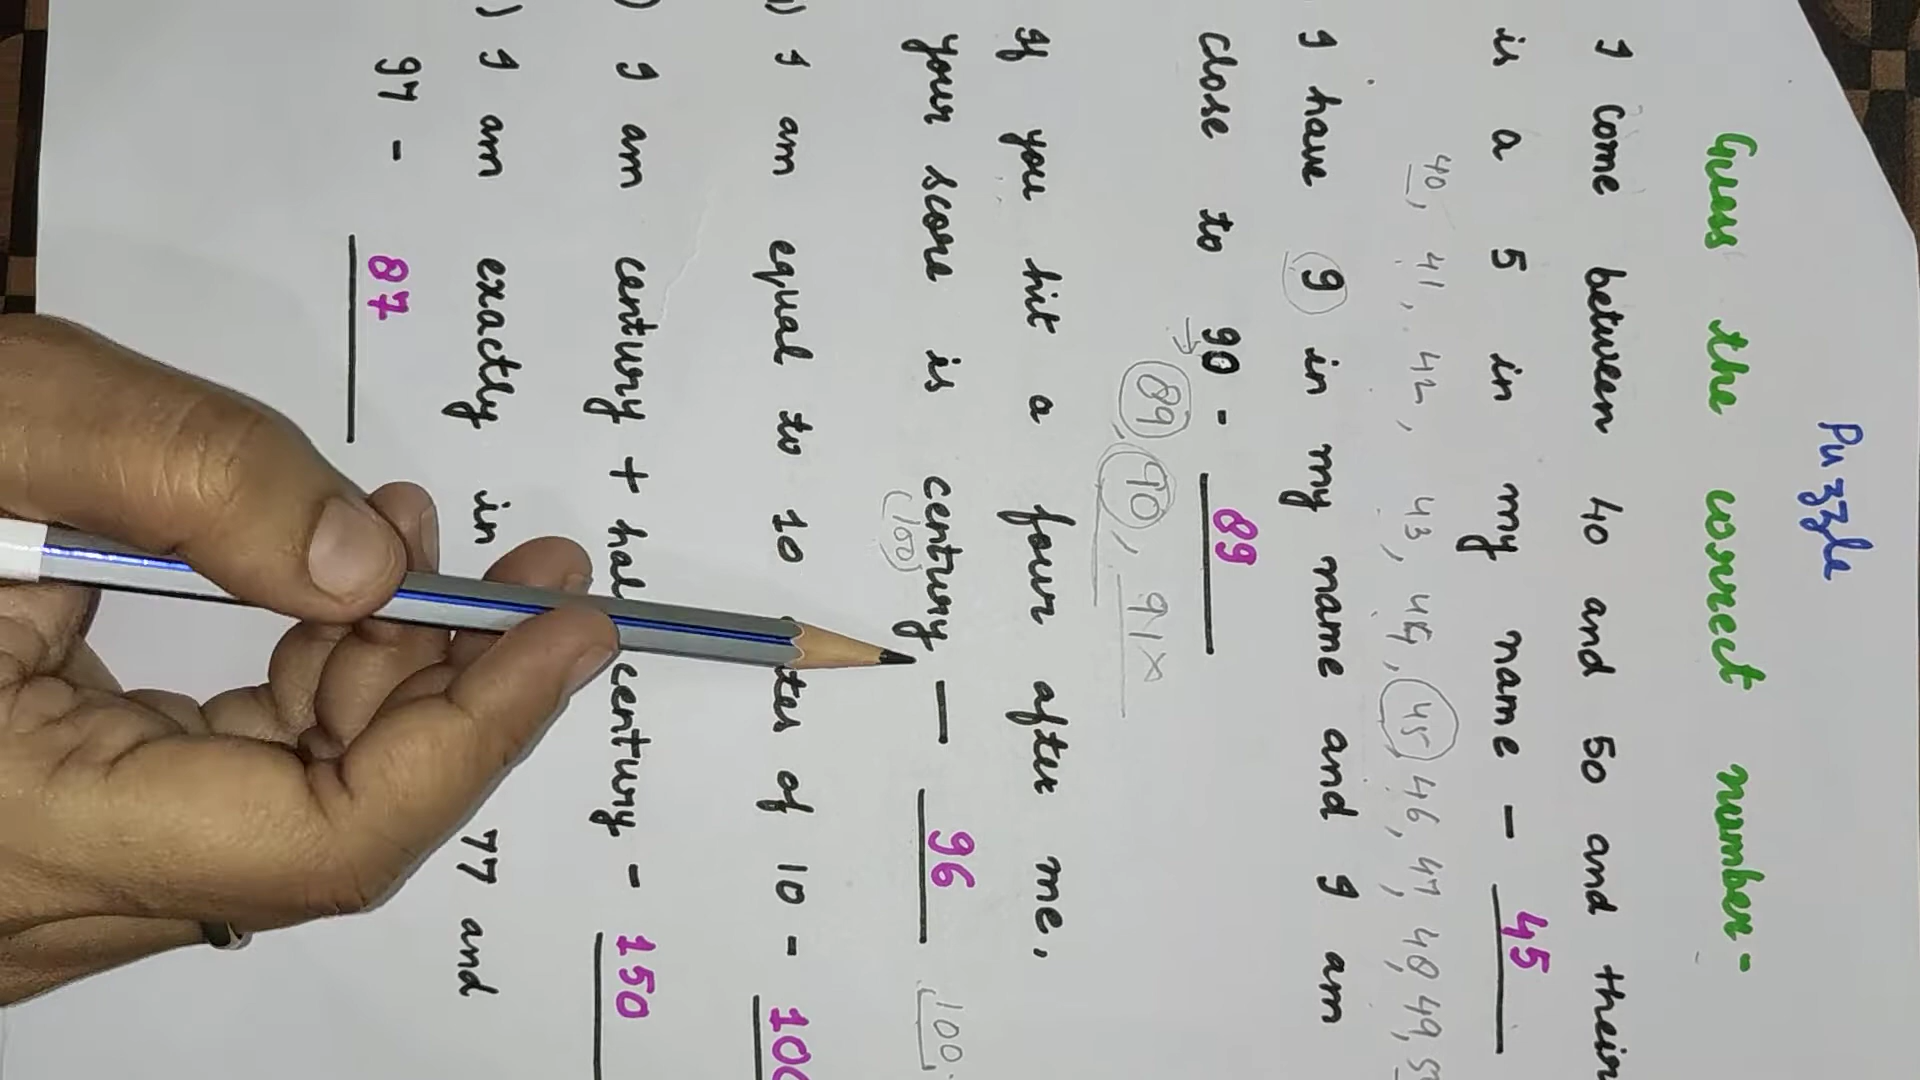 Puzzle
Guess the correct number-
I come between 40 and 50 and their
is a 5 in my name - 45
40, 41, 42, 43, 44, 45, 46, 47, 48, 49,
I have 9 in my name and I am
close to 90 - 89
89, 90, 91 x
If you hit a four after me,
your score is century - 96
(100) 100
I am equal to 10 of 10 -
I am century + century - 150
I am exactly in 77 and
97 - 87